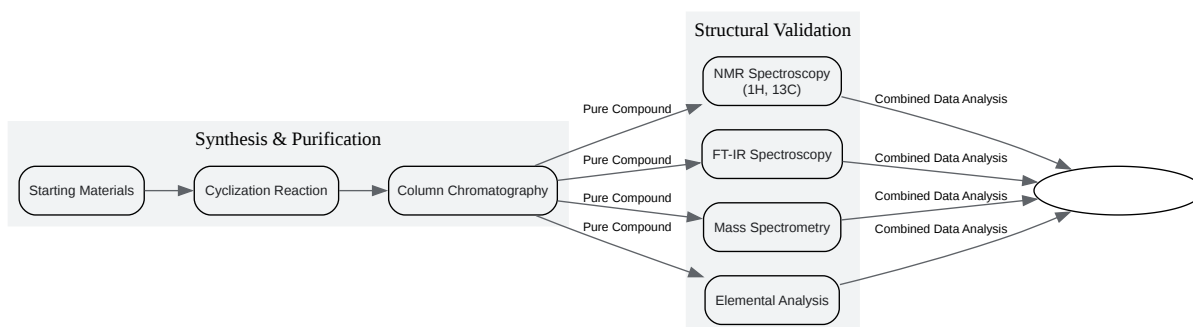 Synthesis & Purification
Starting Materials
Cyclization Reaction
Column Chromatography
Pure Compound
Pure Compound
Pure Compound
Pure Compound
Structural Validation
NMR Spectroscopy
(1H, 13C)
FT-IR Spectroscopy
Mass Spectrometry
Elemental Analysis
Combined Data Analysis
Combined Data Analysis
Combined Data Analysis
Combined Data Analysis